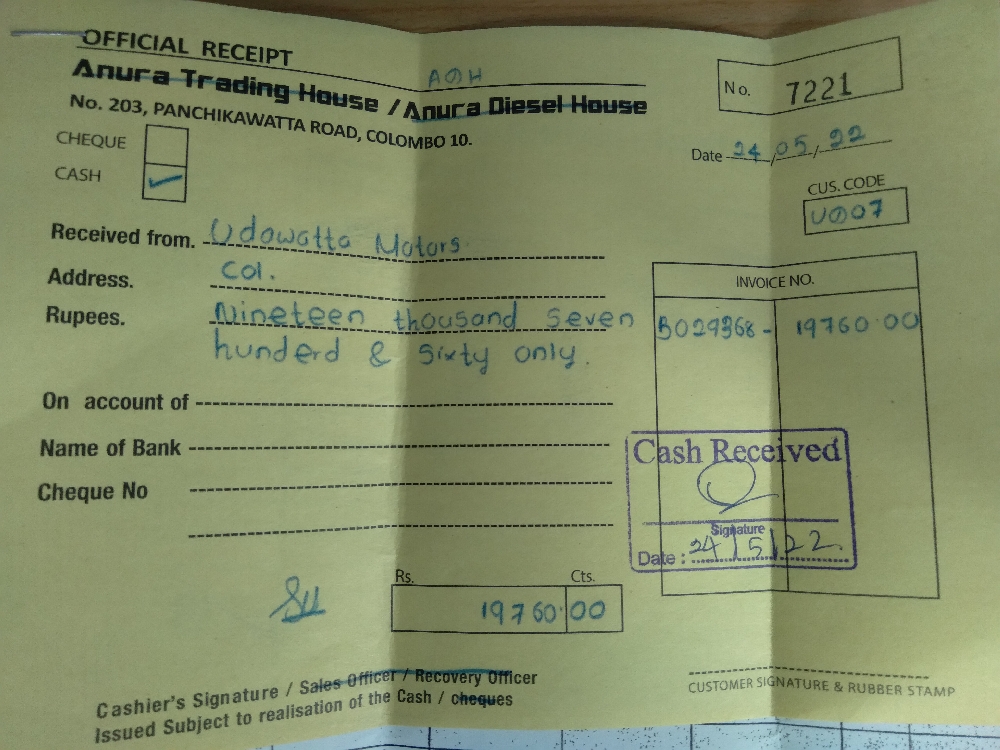 OFFICIAL RECEIPT
Anura Trading House / Anura Diesel House
No. 203, PANCHIKAWATTA ROAD, COLOMBO 10.
No. 7221
Date 24/05/22
CHEQUE
CASH ✓
CUS. CODE
Received from. Udawatta Motors
Address. Col.
Rupees. Nineteen thousand Seven
hunderd & Sixty only.
INVOICE NO.
B029368 - 19760.00
On account of
Name of Bank
Cheque No
Cash Received
Signature
Date : 24/5/22.
Rs. Cts.
19760.00
Cashier's Signature / Sales Officer / Recovery Officer
Issued Subject to realisation of the Cash / cheques
CUSTOMER SIGNATURE & RUBBER STAMP